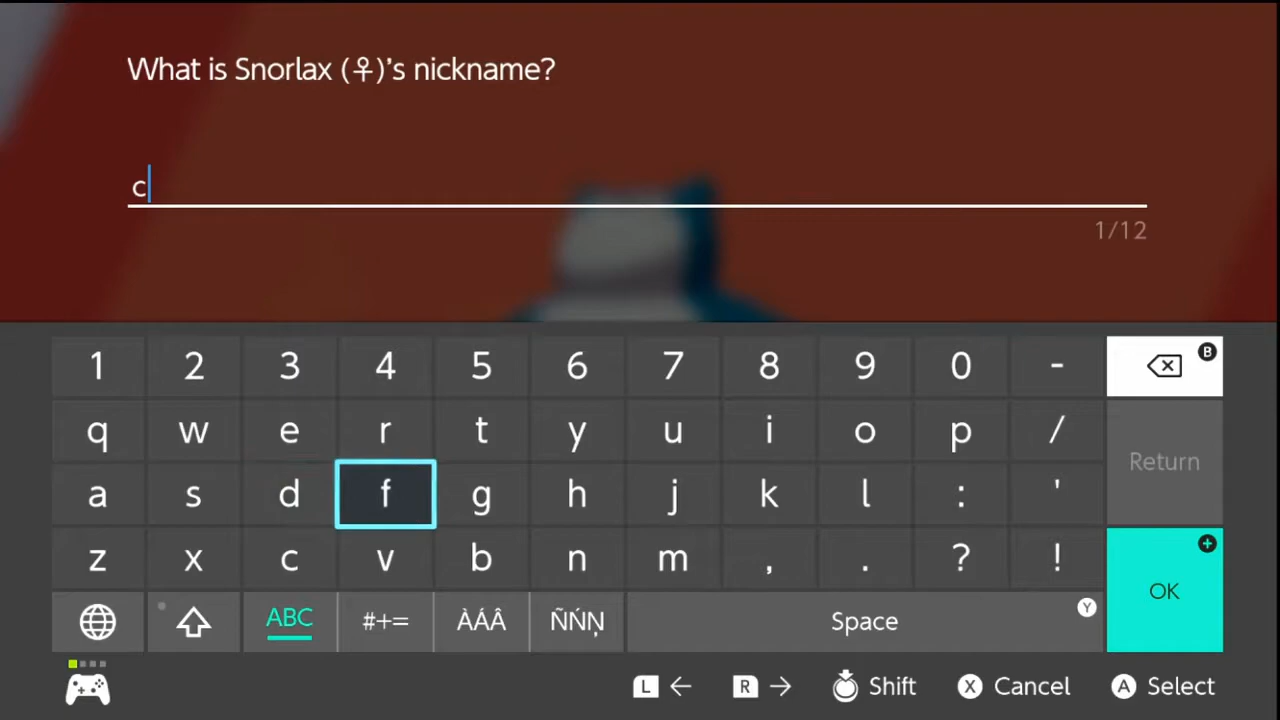 What is Snorlax (♀)'s nickname?
c
1/12
1 2 3 4 5 6 7 8 9 0 - B
q w e r t y u i o p / Return
a s d f g h j k l : '
z x c v b n m , . ? ! + OK
ABC #+= ÀÁÂ ÑŃŅ Space Y
L ← R → Shift X Cancel A Select